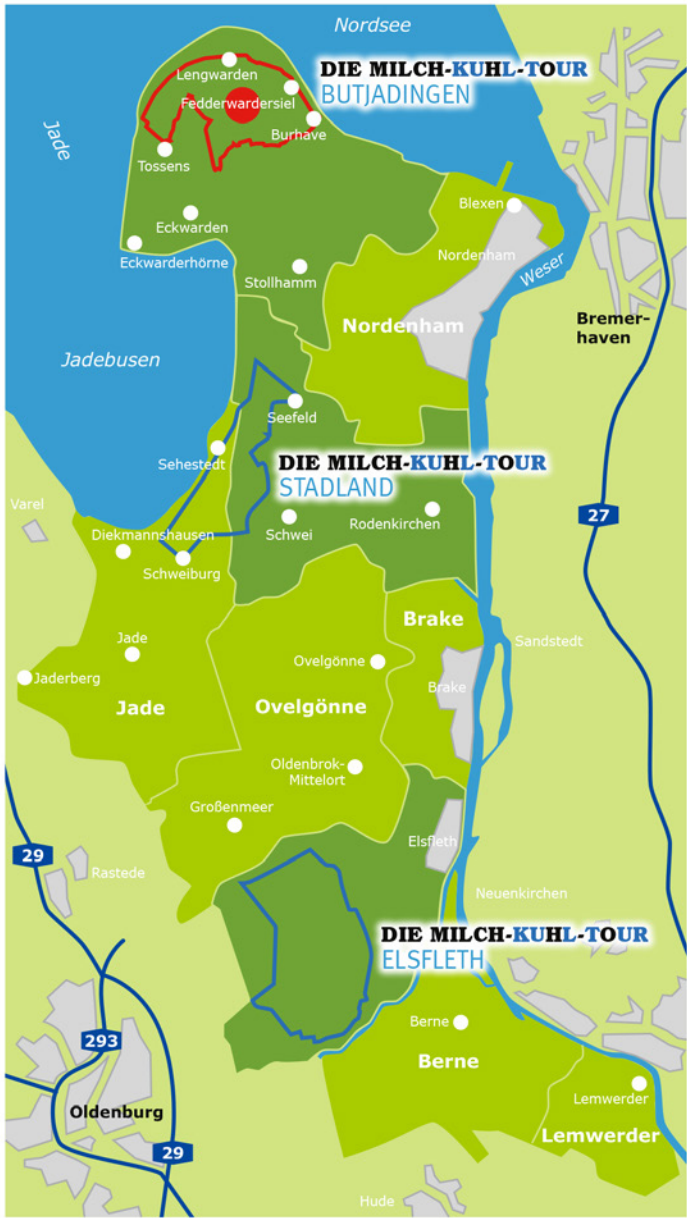 Nordsee
Lengwarden
DIE MILCH-KUHL-TOUR
BUTJADINGEN
Fedderwardersiel
Burhave
Jade
Tossens
Blexen
Eckwarden
Nordenham
Eckwarderhörne
Stollhamm
Weser
Nordenham
Bremer-
haven
Jadebusen
Seefeld
Sehestedt
DIE MILCH-KUHL-TOUR
STADLAND
Varel
Schwei
Rodenkirchen
27
Diekmannshausen
Schweiburg
Brake
Jade
Sandstedt
Ovelgönne
Jaderberg
Brake
Jade
Ovelgönne
Oldenbrok-
Mittelort
Großenmeer
Elsfleth
29
Rastede
Neuenkirchen
DIE MILCH-KUHL-TOUR
ELSFLETH
Berne
293
Berne
Lemwerder
Oldenburg
Lemwerder
29
Hude